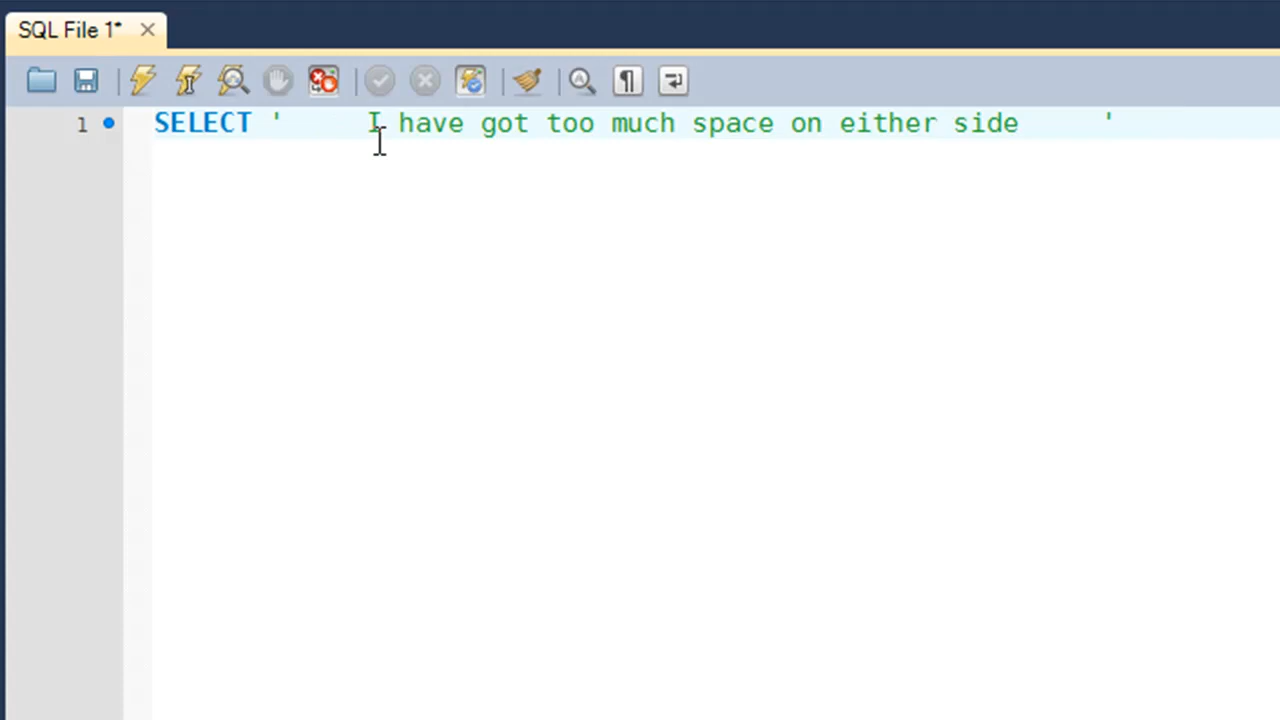 SQL File 1*
1 SELECT '     I have got too much space on either side     '